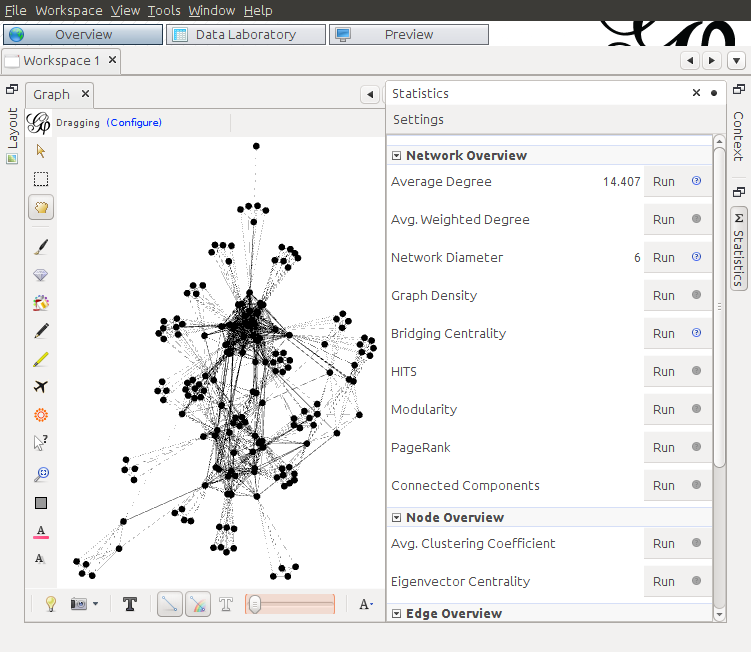 File Workspace View Tools Window Help
Overview Data Laboratory Preview
Workspace 1
Graph
Statistics
Layout
Dragging (Configure)
Settings
Context
Statistics
Network Overview
Average Degree 14.407 Run
Avg. Weighted Degree Run
Network Diameter 6 Run
Graph Density Run
Bridging Centrality Run
HITS Run
Modularity Run
PageRank Run
Connected Components Run
Node Overview
Avg. Clustering Coefficient Run
Eigenvector Centrality Run
Edge Overview
A
A
T T A